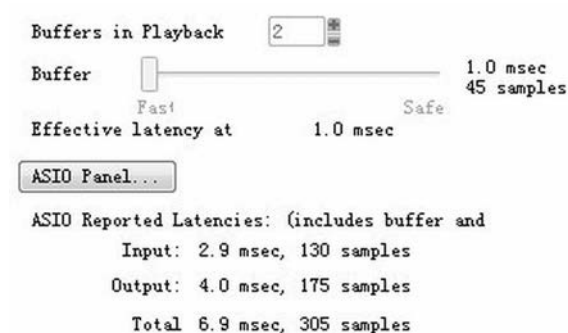 Buffers in Playback 2
Buffer
1.0 msec
45 samples
Fast Safe
Effective latency at 1.0 msec
ASIO Panel...
ASIO Reported Latencies: (includes buffer and
Input: 2.9 msec, 130 samples
Output: 4.0 msec, 175 samples
Total 6.9 msec, 305 samples